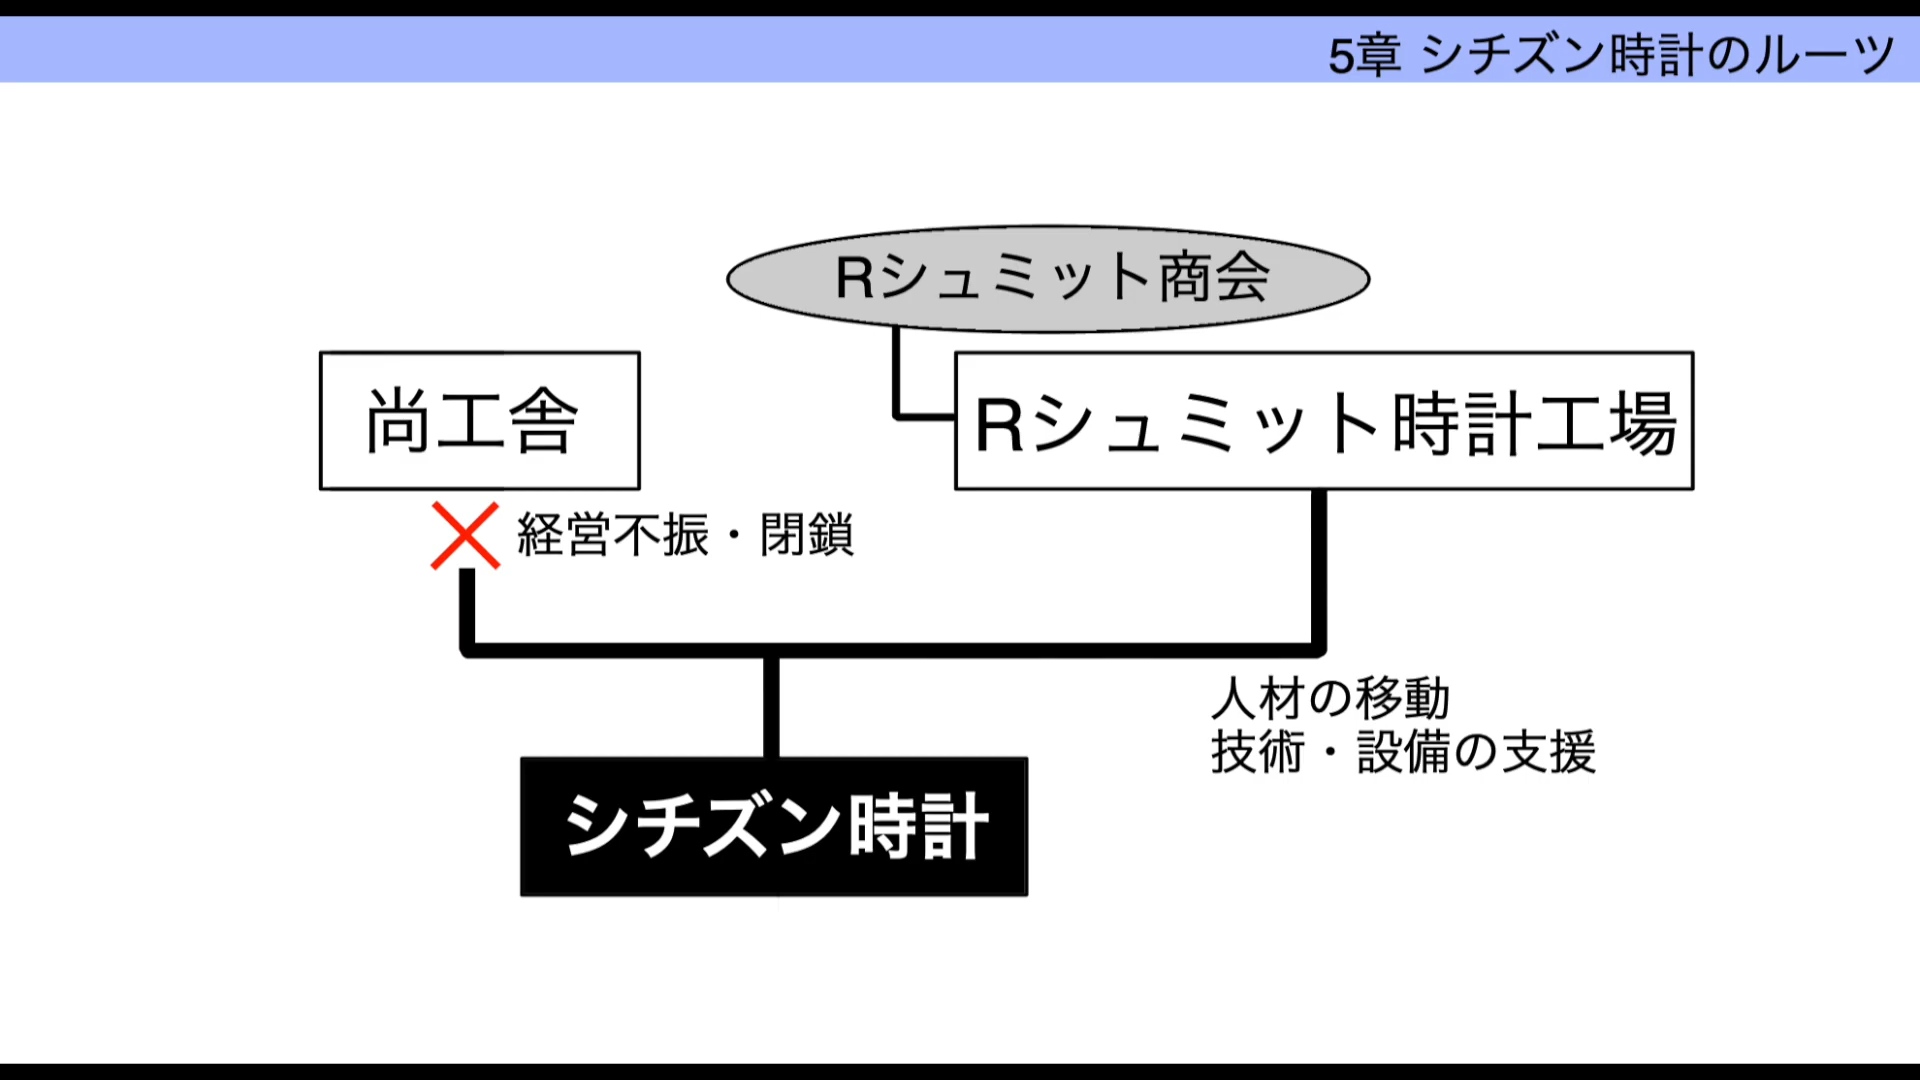 5章 シチズン時計のルーツ
Rシュミット商会
尚工舎
Rシュミット時計工場
経営不振・閉鎖
人材の移動
技術・設備の支援
シチズン時計